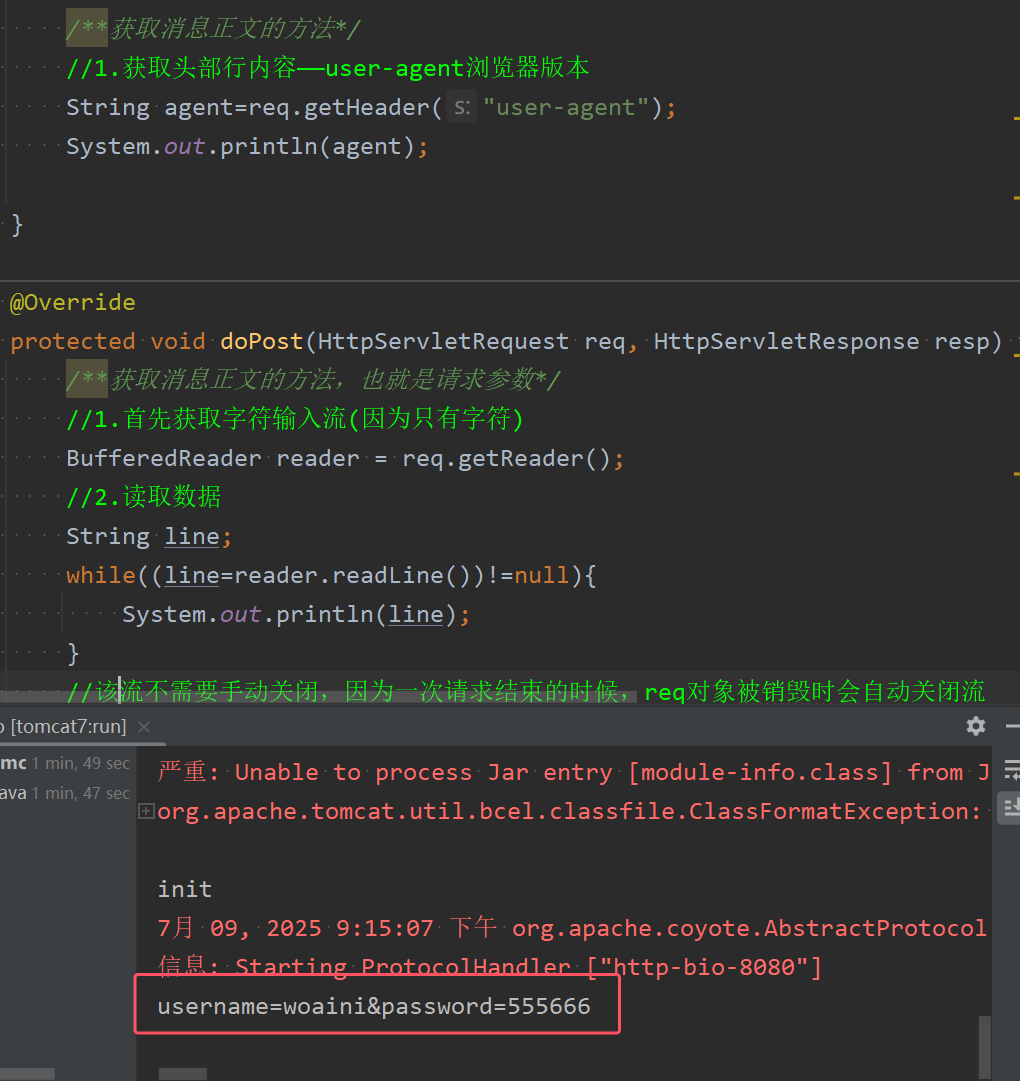 /**获取消息正文的方法*/
//1.获取头部行内容——user-agent浏览器版本
String agent=req.getHeader( s: "user-agent");
System.out.println(agent);
}
@Override
protected void doPost(HttpServletRequest req, HttpServletResponse resp)
/**获取消息正文的方法，也就是请求参数*/
//1.首先获取字符输入流(因为只有字符)
BufferedReader reader = req.getReader();
//2.读取数据
String line;
while((line=reader.readLine())!=null){
System.out.println(line);
}
//该流不需要手动关闭，因为一次请求结束的时候，req对象被销毁时会自动关闭流
[tomcat7:run]
mc 1 min, 49 sec
ava 1 min, 47 sec
严重: Unable to process Jar entry [module-info.class] from J
org.apache.tomcat.util.bcel.classfile.ClassFormatException:
init
7月 09, 2025 9:15:07 下午 org.apache.coyote.AbstractProtocol
信息: Starting ProtocolHandler ["http-bio-8080"]
username=woaini&password=555666